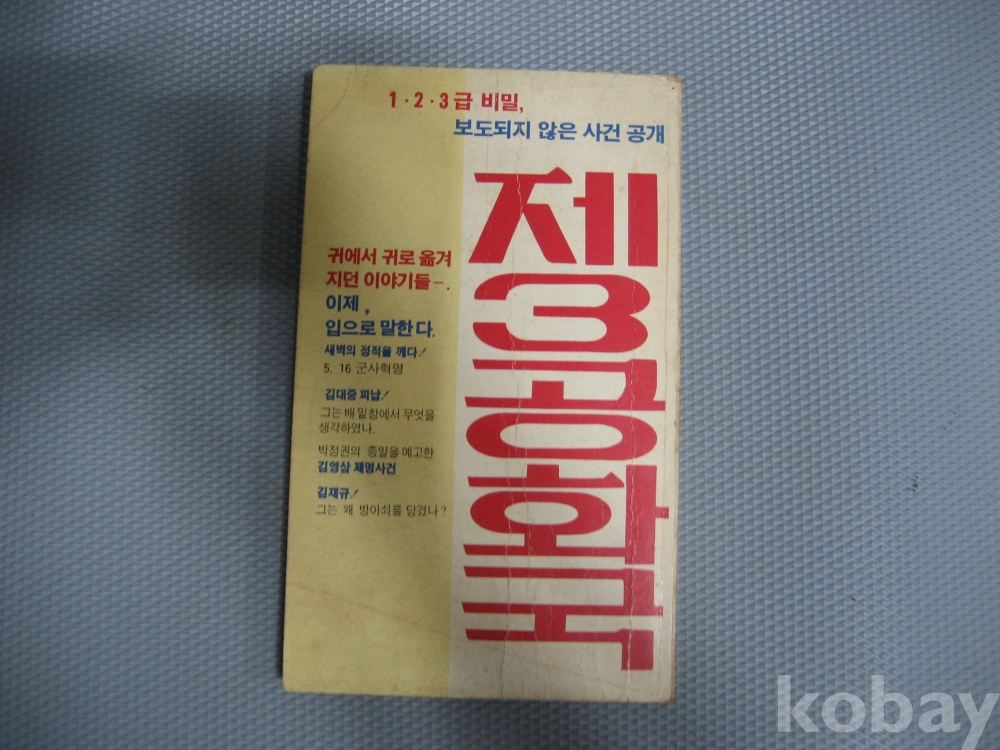 1·2·3급 비밀,
보도되지 않은 사건 공개
제3공화국
귀에서 귀로 옮겨
지던 이야기들-.
이제,
입으로 말한다.
새벽의 정적을 깨다!
5. 16 군사혁명
김대중 피납!
그는 배 밑창에서 무엇을
생각하였나.
박정권의 종말을 예고한
김영삼 제명사건
김재규!
그는 왜 방아쇠를 당겼나?
kobay